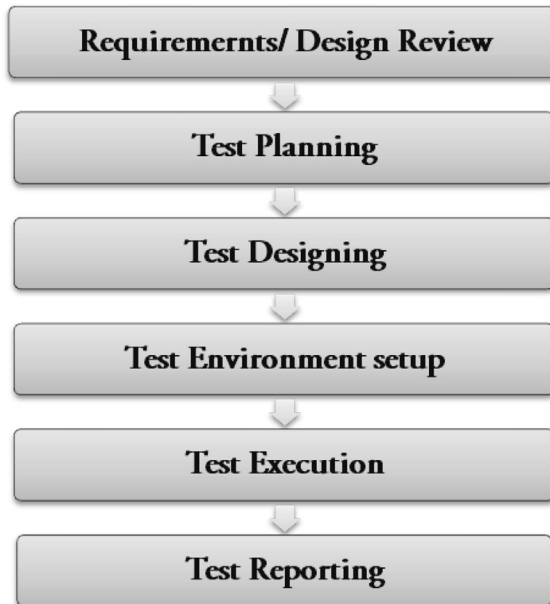 Requiremernts/ Design Review
Test Planning
Test Designing
Test Environment setup
Test Execution
Test Reporting